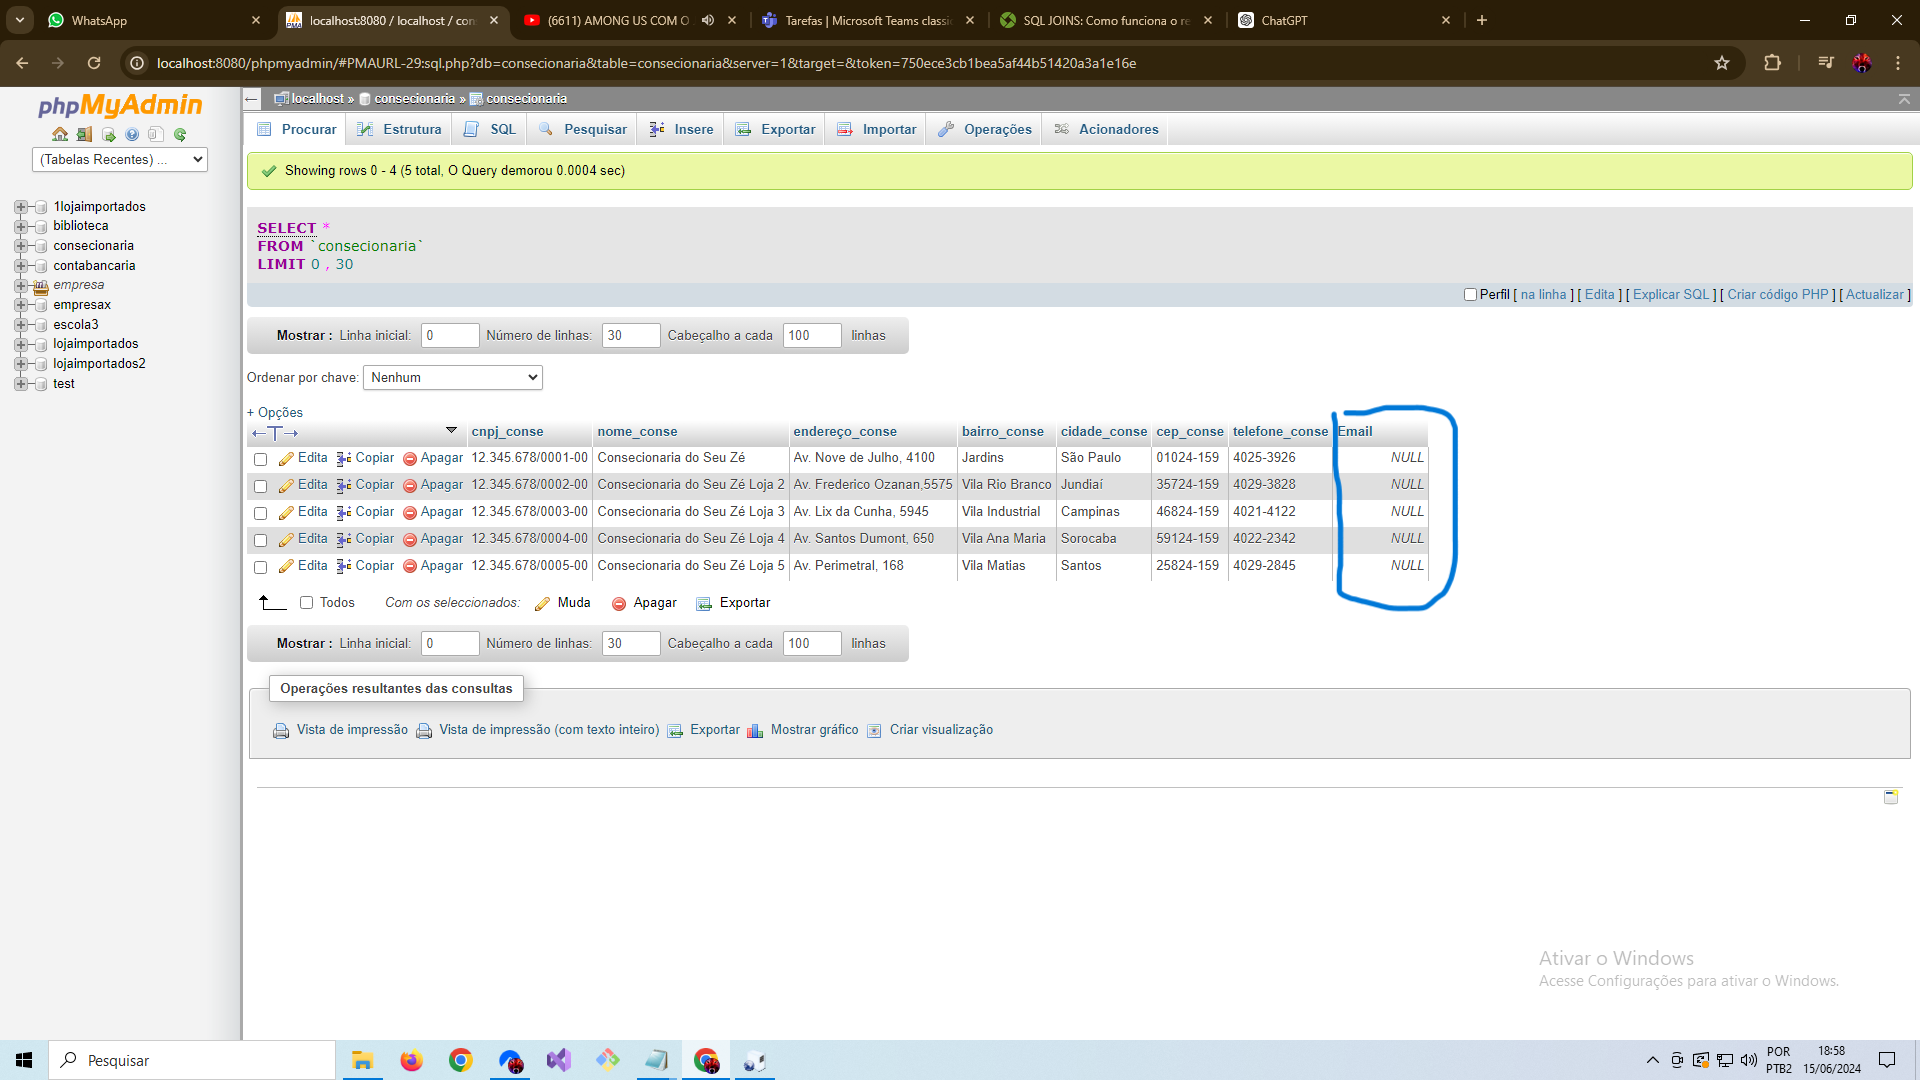 WhatsApp
localhost:8080 / localhost / con
(6611) AMONG US COM O
Tarefas | Microsoft Teams classic
SQL JOINS: Como funciona o re
ChatGPT
localhost:8080/phpmyadmin/#PMAURL-29:sql.php?db=consecionaria&table=consecionaria&server=1&target=&token=750ece3cb1bea5af44b51420a3a1e16e
phpMyAdmin
(Tabelas Recentes) ...
1lojaimportados
biblioteca
consecionaria
contabancaria
empresa
empresax
escola3
lojaimportados
lojaimportados2
test
localhost » consecionaria » consecionaria
Procurar Estrutura SQL Pesquisar Insere Exportar Importar Operações Acionadores
Showing rows 0 - 4 (5 total, O Query demorou 0.0004 sec)
SELECT *
FROM `consecionaria`
LIMIT 0 , 30
Perfil [ na linha ] [ Edita ] [ Explicar SQL ] [ Criar código PHP ] [ Actualizar ]
Mostrar : Linha inicial: 0 Número de linhas: 30 Cabeçalho a cada 100 linhas
Ordenar por chave: Nenhum
+ Opções
←T→ cnpj_conse nome_conse endereço_conse bairro_conse cidade_conse cep_conse telefone_conse Email
Edita Copiar Apagar 12.345.678/0001-00 Consecionaria do Seu Zé Av. Nove de Julho, 4100 Jardins São Paulo 01024-159 4025-3926 NULL
Edita Copiar Apagar 12.345.678/0002-00 Consecionaria do Seu Zé Loja 2 Av. Frederico Ozanan,5575 Vila Rio Branco Jundiaí 35724-159 4029-3828 NULL
Edita Copiar Apagar 12.345.678/0003-00 Consecionaria do Seu Zé Loja 3 Av. Lix da Cunha, 5945 Vila Industrial Campinas 46824-159 4021-4122 NULL
Edita Copiar Apagar 12.345.678/0004-00 Consecionaria do Seu Zé Loja 4 Av. Santos Dumont, 650 Vila Ana Maria Sorocaba 59124-159 4022-2342 NULL
Edita Copiar Apagar 12.345.678/0005-00 Consecionaria do Seu Zé Loja 5 Av. Perimetral, 168 Vila Matias Santos 25824-159 4029-2845 NULL
Todos Com os seleccionados: Muda Apagar Exportar
Mostrar : Linha inicial: 0 Número de linhas: 30 Cabeçalho a cada 100 linhas
Operações resultantes das consultas
Vista de impressão Vista de impressão (com texto inteiro) Exportar Mostrar gráfico Criar visualização
Ativar o Windows
Acesse Configurações para ativar o Windows.
Pesquisar
POR
PTB2
18:58
15/06/2024